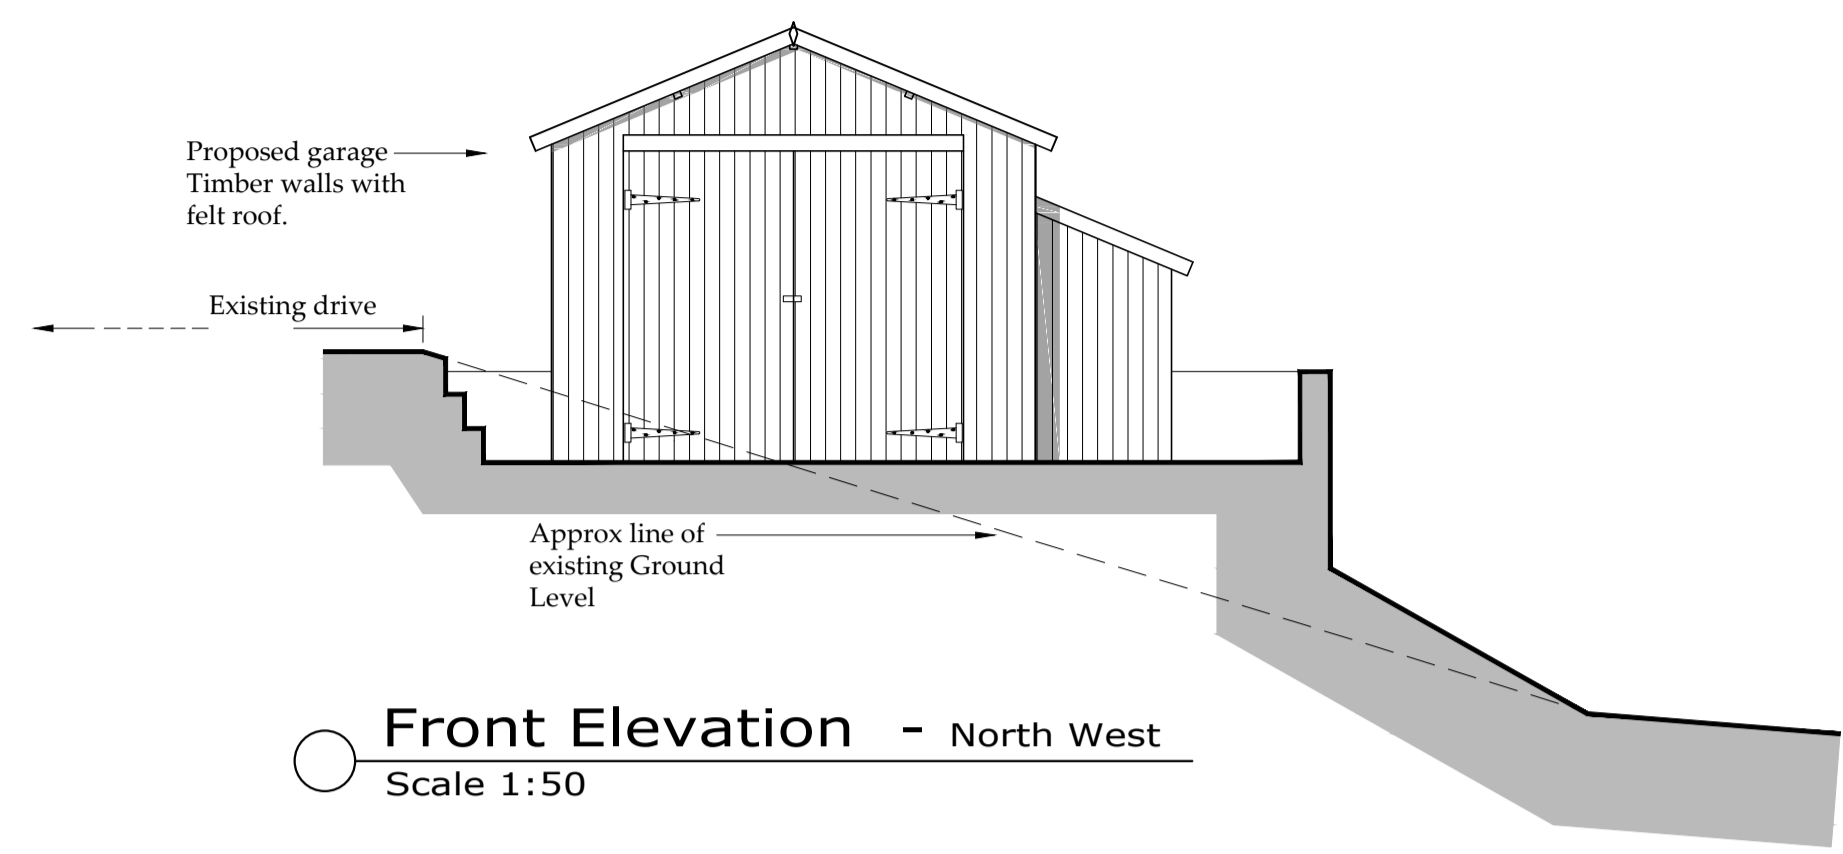 Proposed garage
Timber walls with
felt roof.
Existing drive
Approx line of
existing Ground
Level
Front Elevation - North West
Scale 1:50